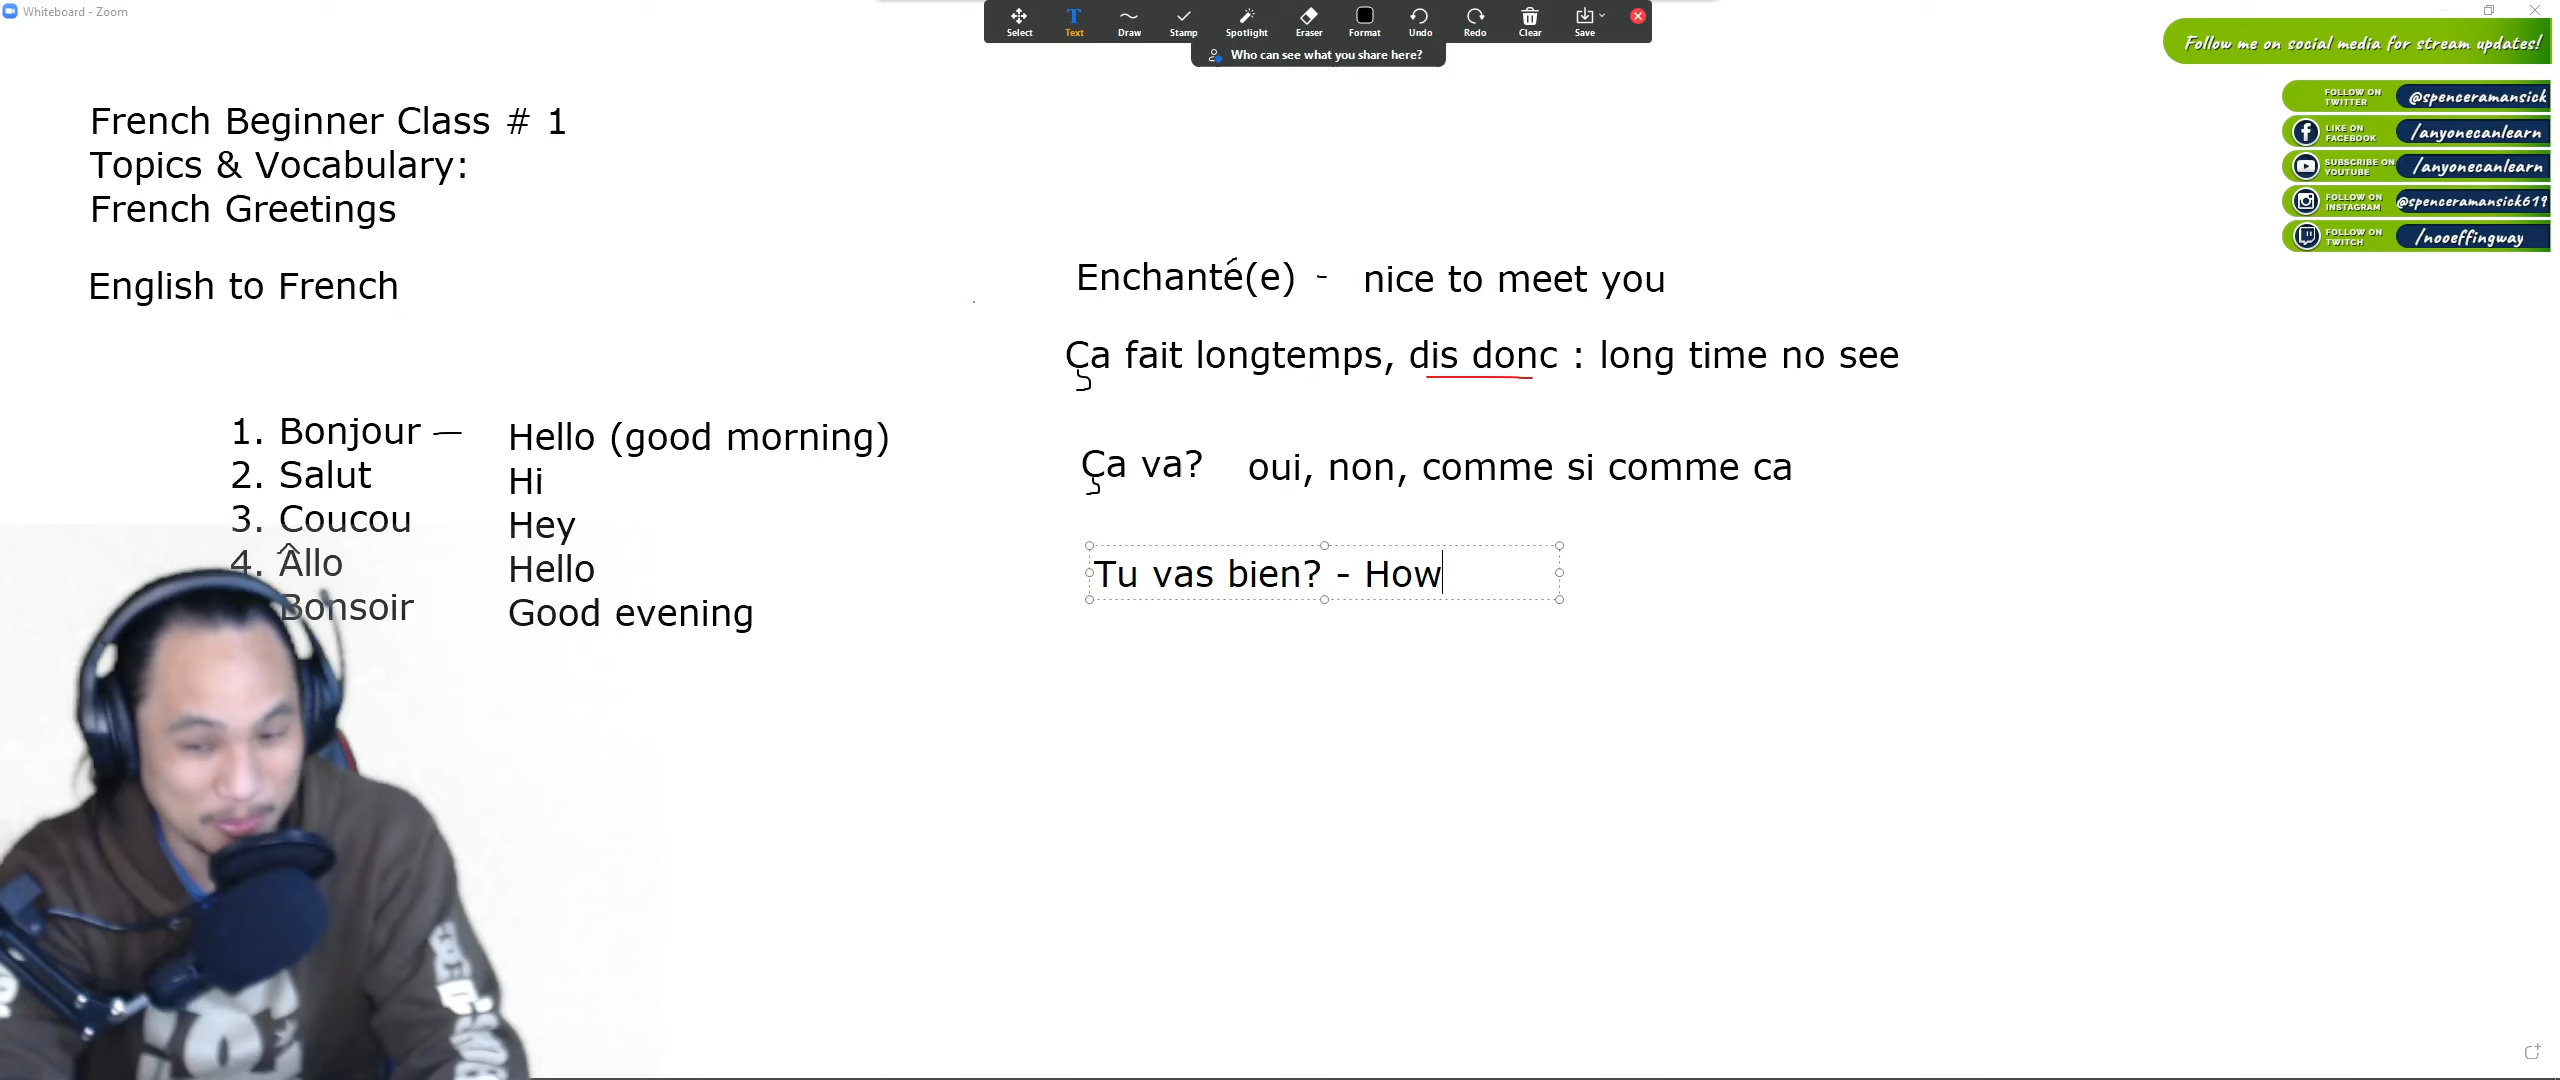 Whiteboard - Zoom
Select Text Draw Stamp Spotlight Eraser Format Undo Redo Clear Save
Who can see what you share here?
Follow me on social media for stream updates!
FOLLOW ON TWITTER @spenceramansick
LIKE ON FACEBOOK /anyonecanlearn
SUBSCRIBE ON YOUTUBE /anyonecanlearn
FOLLOW ON INSTAGRAM @spenceramansick619
FOLLOW ON TWITCH /nooeffingway
French Beginner Class # 1
Topics & Vocabulary:
French Greetings
English to French
1. Bonjour — Hello (good morning)
2. Salut Hi
3. Coucou Hey
4. Âllo Hello
Bonsoir Good evening
Enchanté(e) - nice to meet you
Ça fait longtemps, dis donc : long time no see
Ça va? oui, non, comme si comme ca
Tu vas bien? - How